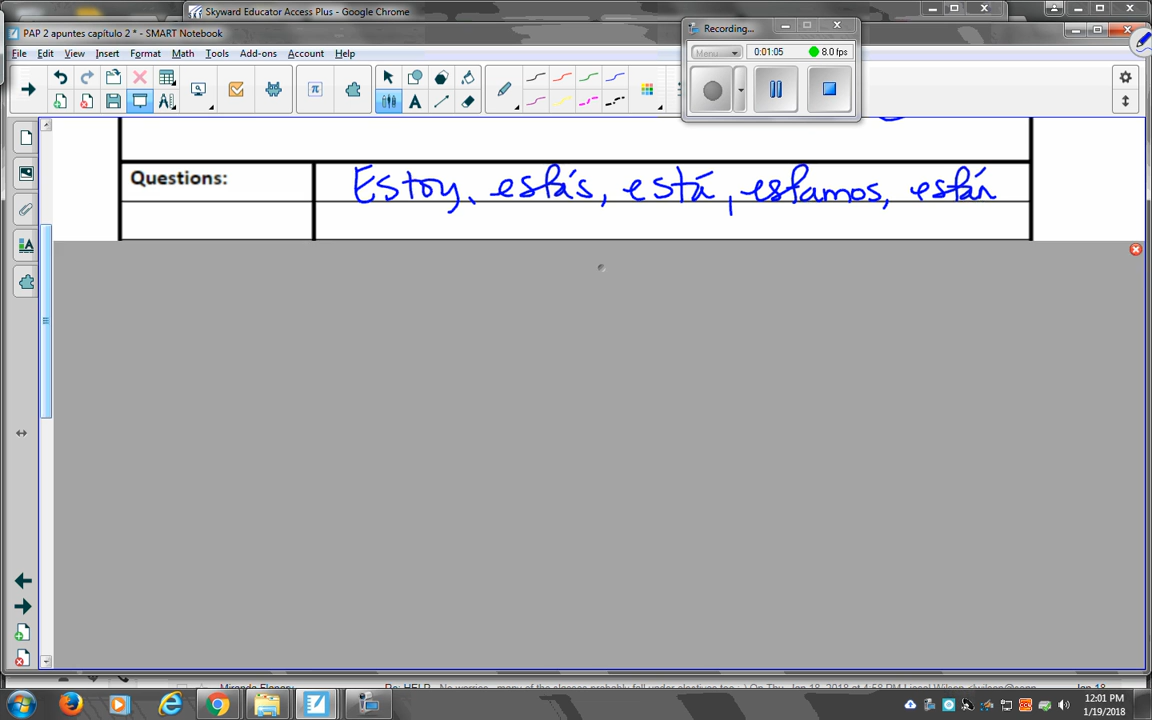 Skyward Educator Access Plus - Google Chrome
PAP 2 apuntes capítulo 2 * - SMART Notebook
Recording...
File Edit View Insert Format Math Tools Add-ons Account Help
Menu 0:01:05 8.0 fps
Questions: Estoy, estás, está, estamos, están
12:01 PM
1/19/2018